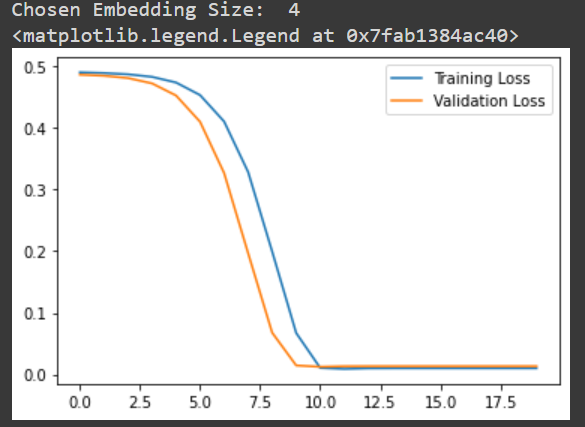 Chosen Embedding Size:  4
<matplotlib.legend.Legend at 0x7fab1384ac40>
Training Loss
Validation Loss
0.5
0.4
0.3
0.2
0.1
0.0
0.0 2.5 5.0 7.5 10.0 12.5 15.0 17.5